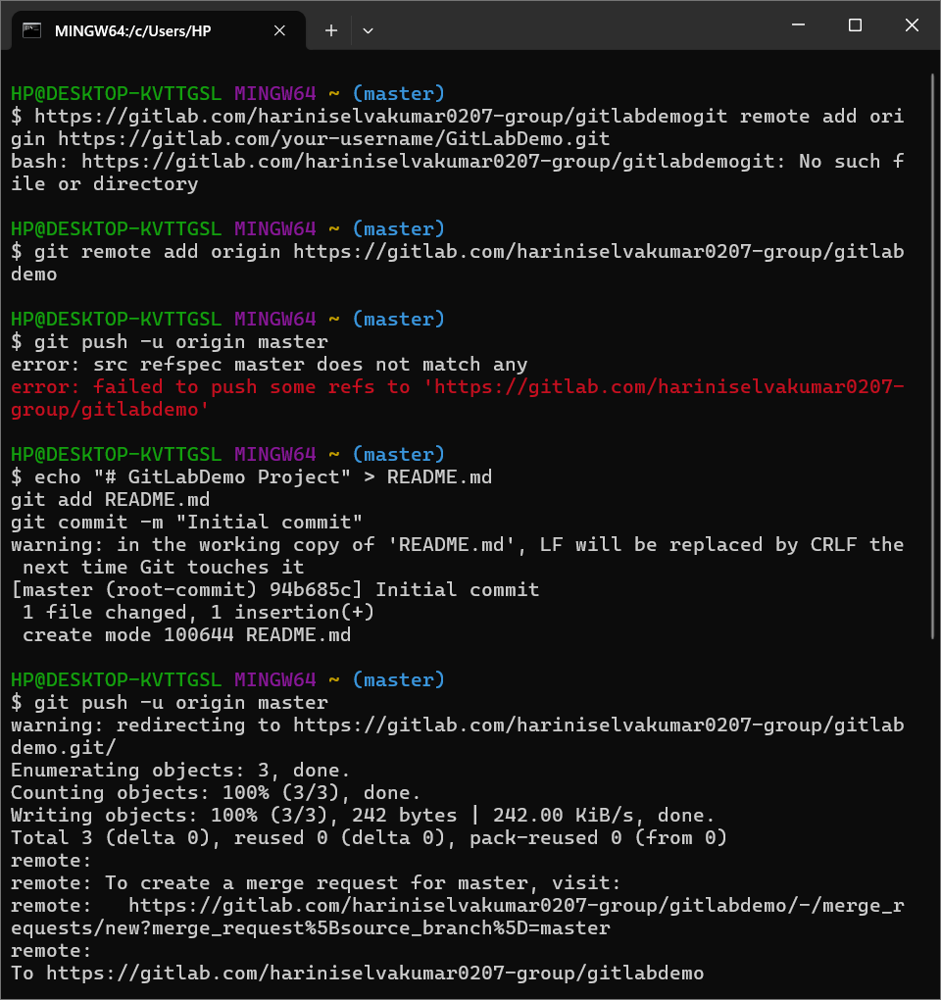 MINGW64:/c/Users/HP
HP@DESKTOP-KVTTGSL MINGW64 ~ (master)
$ https://gitlab.com/hariniselvakumar0207-group/gitlabdemogit remote add ori
gin https://gitlab.com/your-username/GitLabDemo.git
bash: https://gitlab.com/hariniselvakumar0207-group/gitlabdemogit: No such f
ile or directory
HP@DESKTOP-KVTTGSL MINGW64 ~ (master)
$ git remote add origin https://gitlab.com/hariniselvakumar0207-group/gitlab
demo
HP@DESKTOP-KVTTGSL MINGW64 ~ (master)
$ git push -u origin master
error: src refspec master does not match any
error: failed to push some refs to 'https://gitlab.com/hariniselvakumar0207-
group/gitlabdemo'
HP@DESKTOP-KVTTGSL MINGW64 ~ (master)
$ echo "# GitLabDemo Project" > README.md
git add README.md
git commit -m "Initial commit"
warning: in the working copy of 'README.md', LF will be replaced by CRLF the
 next time Git touches it
[master (root-commit) 94b685c] Initial commit
 1 file changed, 1 insertion(+)
 create mode 100644 README.md
HP@DESKTOP-KVTTGSL MINGW64 ~ (master)
$ git push -u origin master
warning: redirecting to https://gitlab.com/hariniselvakumar0207-group/gitlab
demo.git/
Enumerating objects: 3, done.
Counting objects: 100% (3/3), done.
Writing objects: 100% (3/3), 242 bytes | 242.00 KiB/s, done.
Total 3 (delta 0), reused 0 (delta 0), pack-reused 0 (from 0)
remote:
remote: To create a merge request for master, visit:
remote:   https://gitlab.com/hariniselvakumar0207-group/gitlabdemo/-/merge_r
equests/new?merge_request%5Bsource_branch%5D=master
remote:
To https://gitlab.com/hariniselvakumar0207-group/gitlabdemo